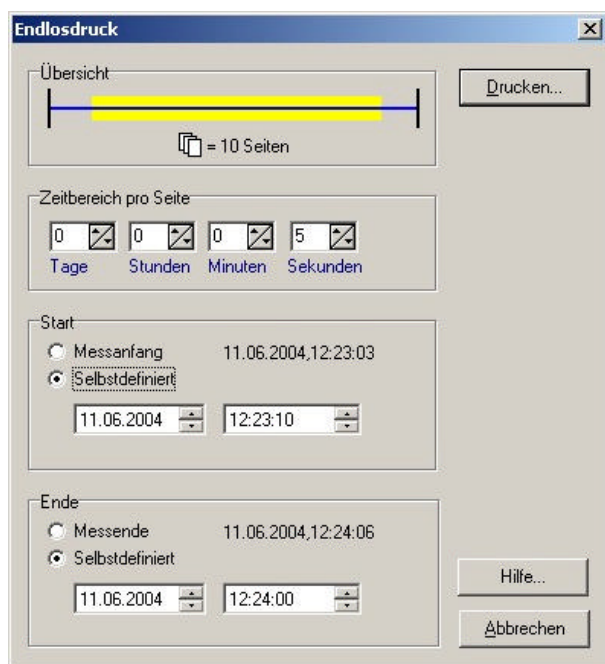 Endlosdruck
Übersicht
Drucken...
= 10 Seiten
Zeitbereich pro Seite
0 0 0 5
Tage Stunden Minuten Sekunden
Start
Messanfang 11.06.2004,12:23:03
Selbstdefiniert
11.06.2004 12:23:10
Ende
Messende 11.06.2004,12:24:06
Selbstdefiniert
11.06.2004 12:24:00
Hilfe...
Abbrechen